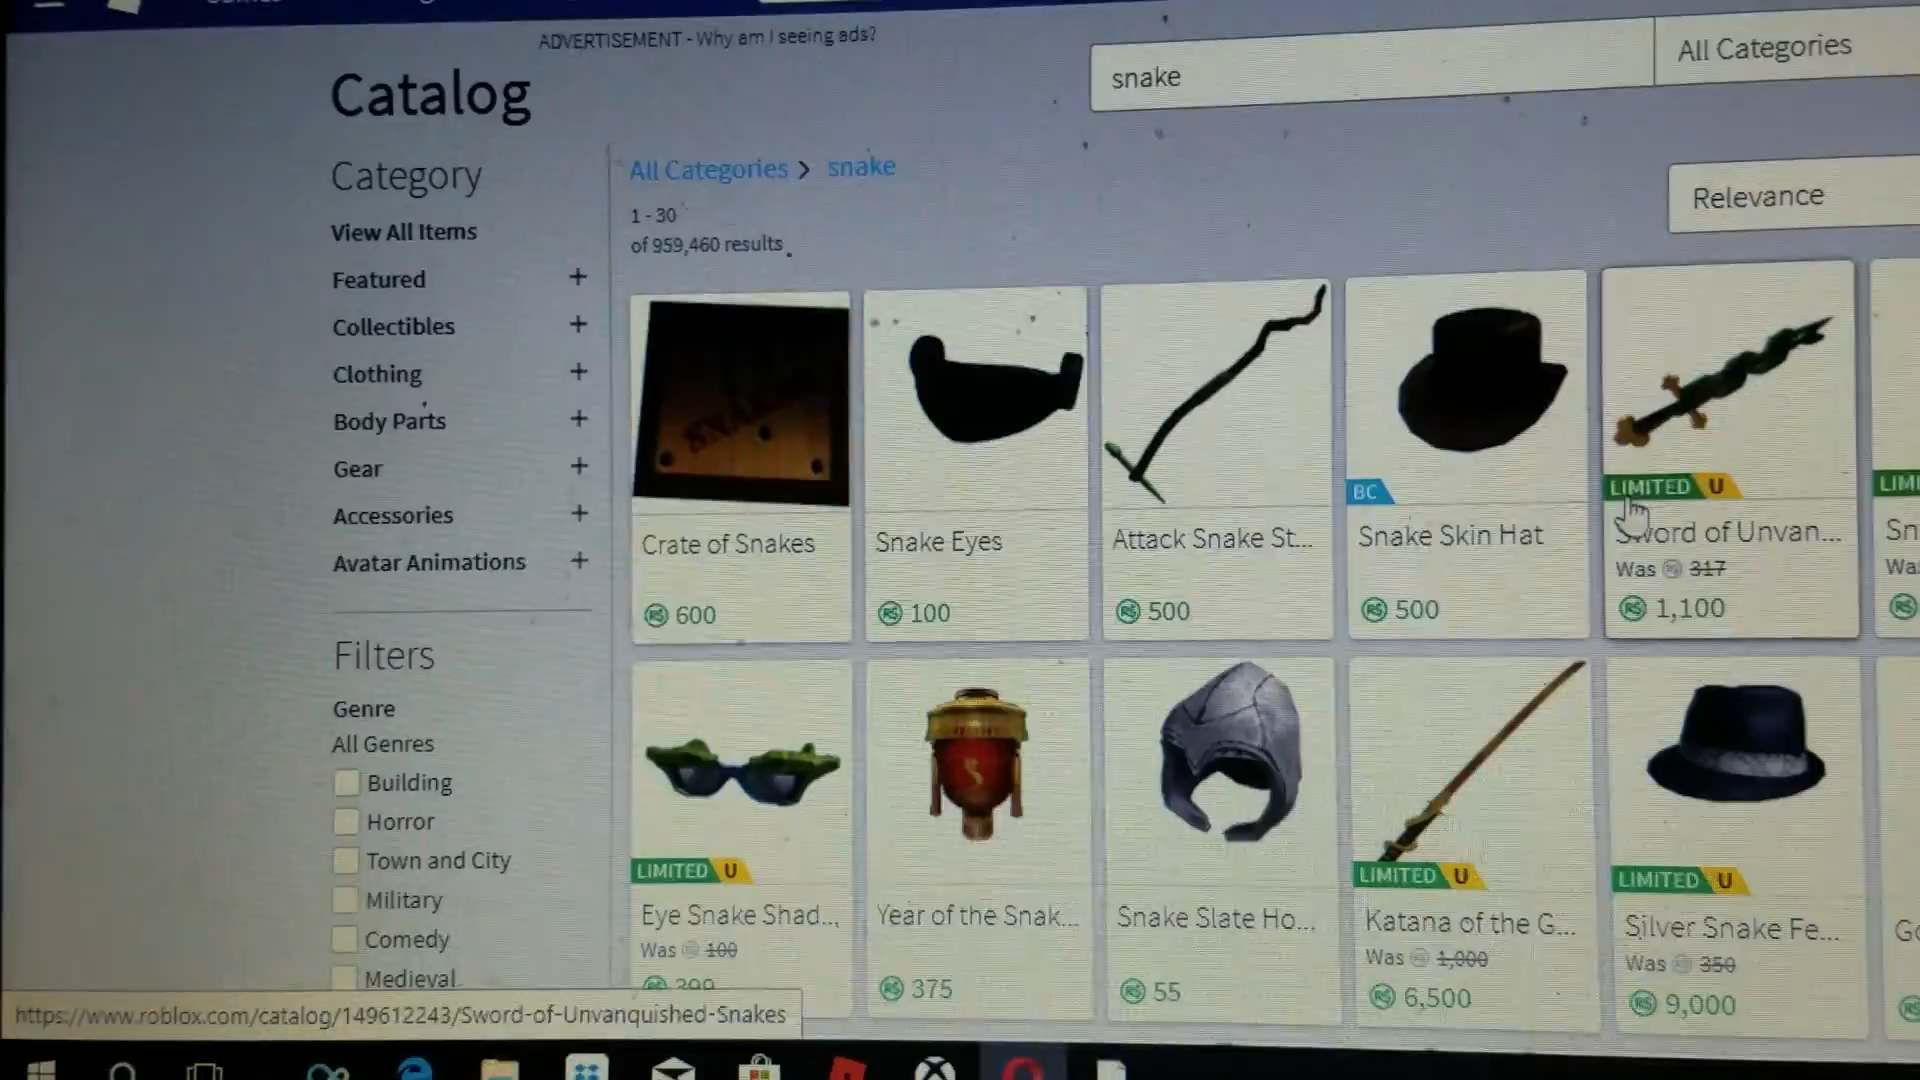 ADVERTISEMENT - Why am I seeing ads?
Catalog
snake
All Categories
Category
All Categories > snake
1 - 30
of 959,460 results
Relevance
View All Items
Featured +
Collectibles +
Clothing +
Body Parts +
Gear +
Accessories +
Avatar Animations +
Filters
Genre
All Genres
Building
Horror
Town and City
Military
Comedy
Medieval
SNAKES
Crate of Snakes
R$ 600
Snake Eyes
R$ 100
Attack Snake St...
R$ 500
BC
Snake Skin Hat
R$ 500
LIMITED U
Sword of Unvan...
Was R$ 317
R$ 1,100
LIMI
Sn
Wa
R$
LIMITED U
Eye Snake Shad...
Was R$ 100
Year of the Snak...
R$ 375
Snake Slate Ho...
R$ 55
LIMITED U
Katana of the G...
Was R$ 1,000
R$ 6,500
LIMITED U
Silver Snake Fe...
Was R$ 350
R$ 9,000
https://www.roblox.com/catalog/149612243/Sword-of-Unvanquished-Snakes